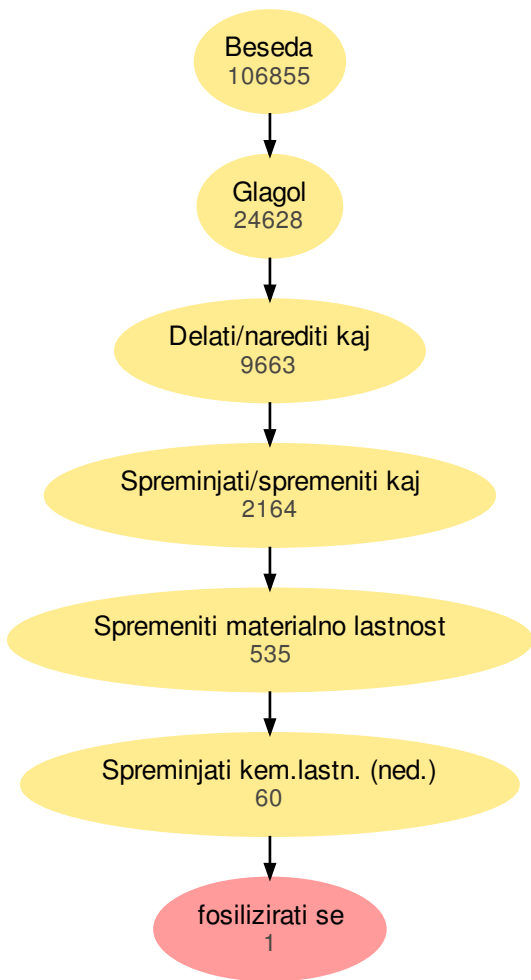 Beseda
106855
Glagol
24628
Delati/narediti kaj
9663
Spreminjati/spremeniti kaj
2164
Spremeniti materialno lastnost
535
Spreminjati kem.lastn. (ned.)
60
fosilizirati se
1